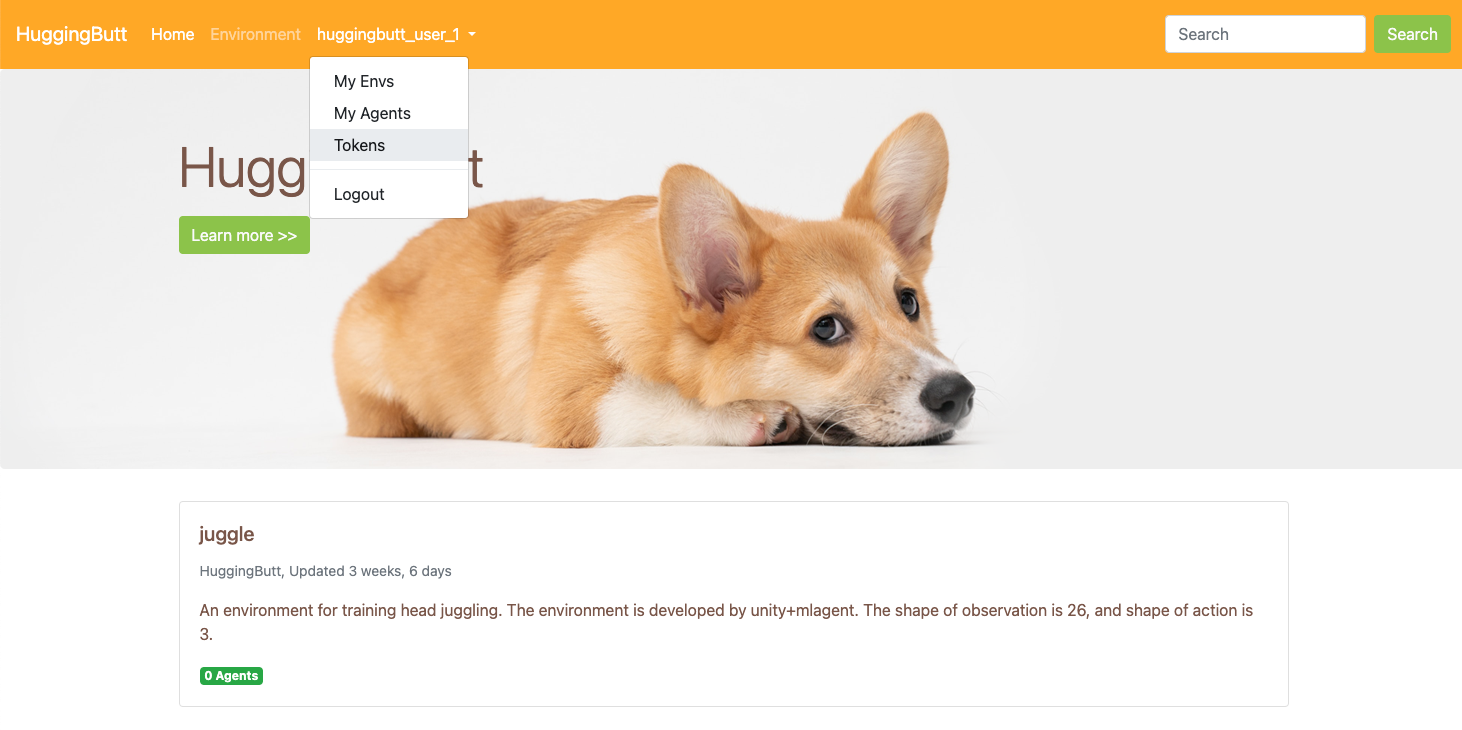 HuggingButt Home Environment huggingbutt_user_1 Search Search
My Envs
My Agents
Tokens
Logout
Hugg t
Learn more >>
juggle
HuggingButt, Updated 3 weeks, 6 days
An environment for training head juggling. The environment is developed by unity+mlagent. The shape of observation is 26, and shape of action is
3.
0 Agents